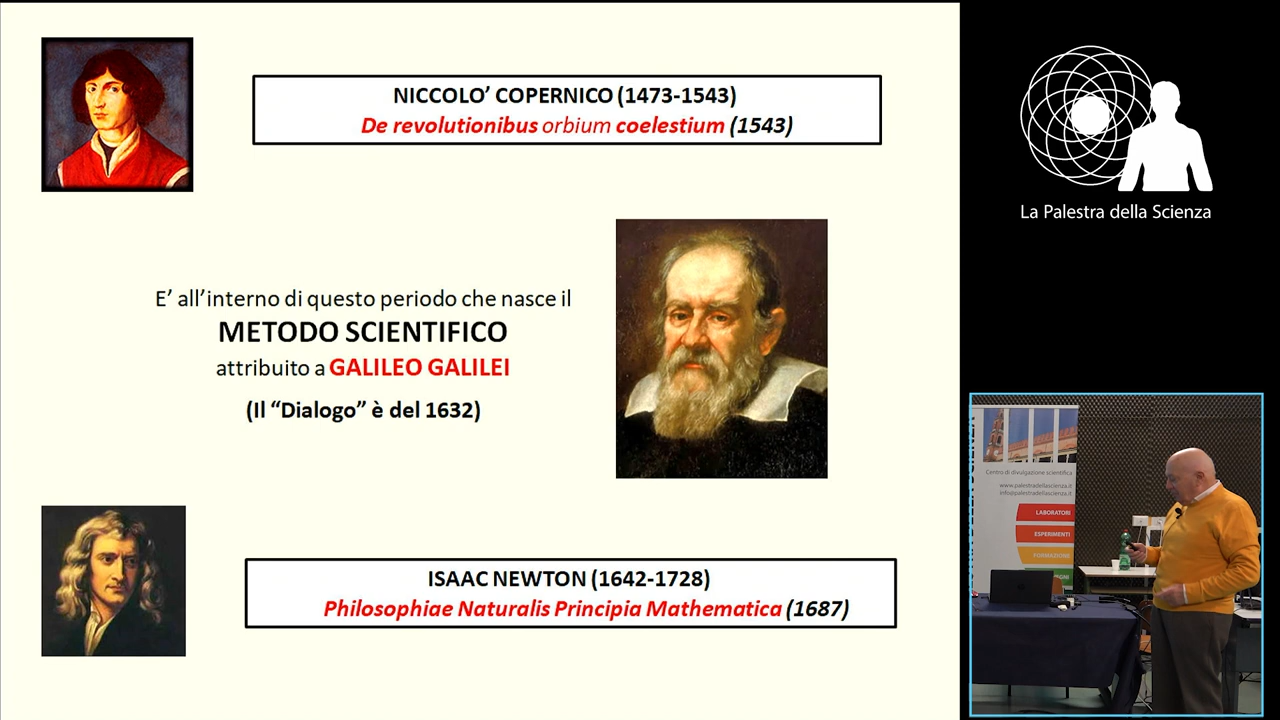 NICCOLO’ COPERNICO (1473-1543)
De revolutionibus orbium coelestium (1543)
E’ all’interno di questo periodo che nasce il
METODO SCIENTIFICO
attribuito a GALILEO GALILEI
(Il “Dialogo” è del 1632)
ISAAC NEWTON (1642-1728)
Philosophiae Naturalis Principia Mathematica (1687)
La Palestra della Scienza
Centro di divulgazione scientifica
www.palestradellascienza.it
info@palestradellascienza.it
LABORATORI
ESPERIMENTI
FORMAZIONE